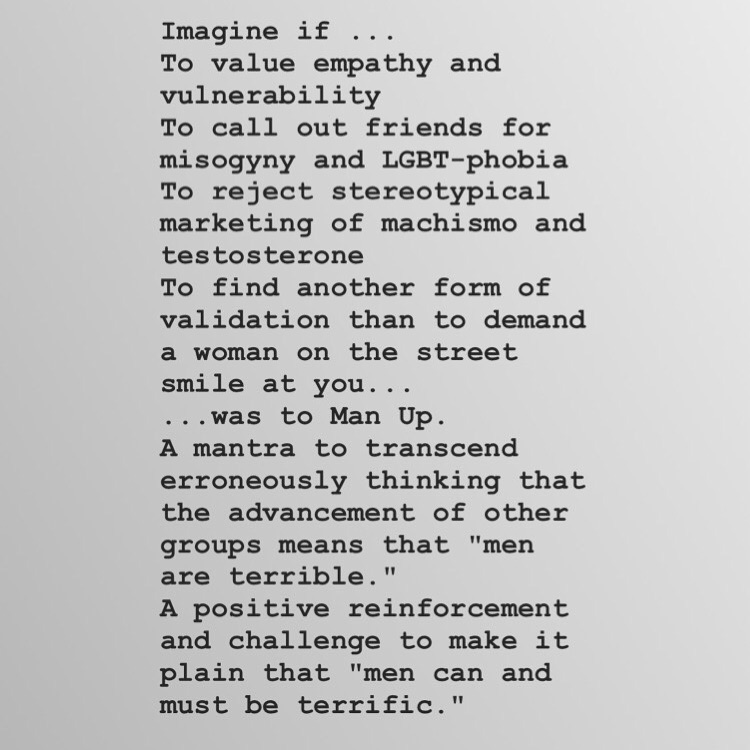 Imagine if ...
To value empathy and
vulnerability
To call out friends for
misogyny and LGBT-phobia
To reject stereotypical
marketing of machismo and
testosterone
To find another form of
validation than to demand
a woman on the street
smile at you...
...was to Man Up.
A mantra to transcend
erroneously thinking that
the advancement of other
groups means that "men
are terrible."
A positive reinforcement
and challenge to make it
plain that "men can and
must be terrific."